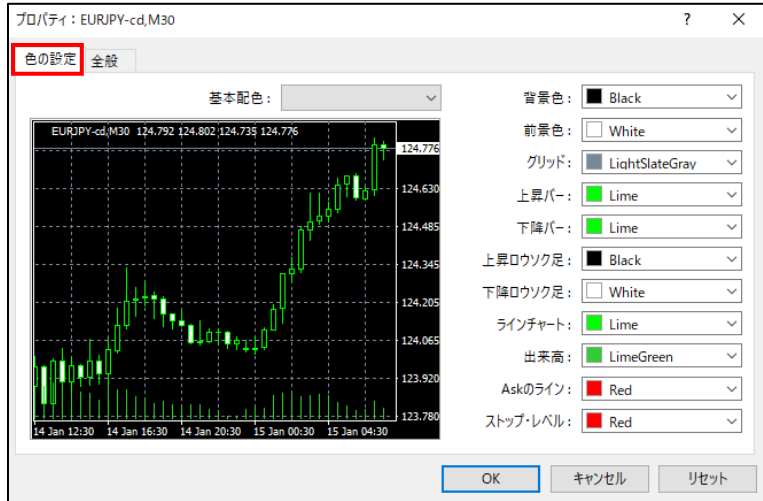 プロパティ：EURJPY-cd,M30
? ×
色の設定 全般
基本配色：
EURJPY-cd,M30 124.792 124.802 124.735 124.776
124.776
124.630
124.485
124.345
124.205
124.065
123.920
123.780
14 Jan 12:30 14 Jan 16:30 14 Jan 20:30 15 Jan 00:30 15 Jan 04:30
背景色： Black
前景色： White
グリッド： LightSlateGray
上昇バー： Lime
下降バー： Lime
上昇ロウソク足： Black
下降ロウソク足： White
ラインチャート： Lime
出来高： LimeGreen
Askのライン： Red
ストップ・レベル： Red
OK キャンセル リセット